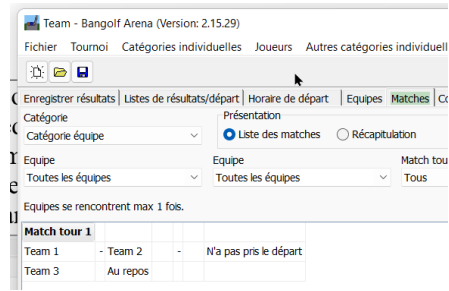 Team - Bangolf Arena (Version: 2.15.29)
Fichier Tournoi Catégories individuelles Joueurs Autres catégories individuell
Enregistrer résultats Listes de résultats/départ Horaire de départ Equipes Matches Co
Catégorie Présentation
Catégorie équipe Liste des matches Récapitulation
Equipe Equipe Match tou
Toutes les équipes Toutes les équipes Tous
Equipes se rencontrent max 1 fois.
Match tour 1
Team 1 - Team 2 - N'a pas pris le départ
Team 3 Au repos